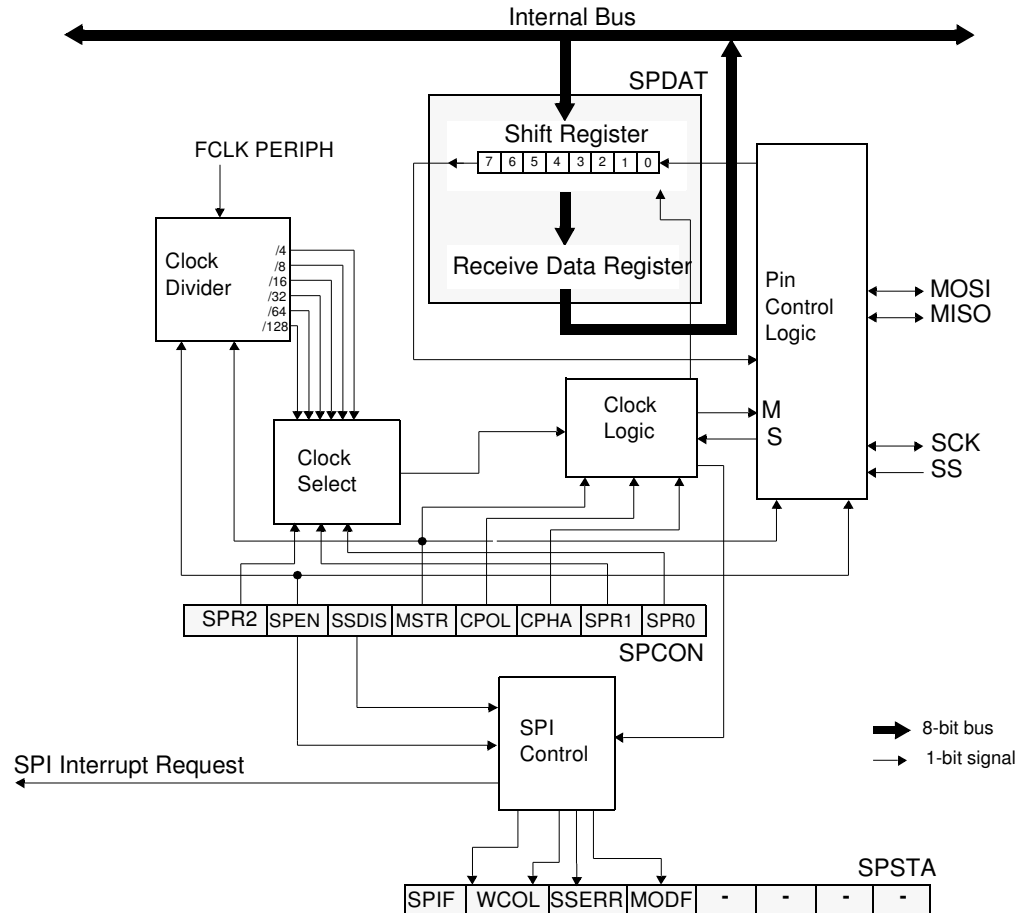 Internal Bus
SPDAT
Shift Register
7 6 5 4 3 2 1 0
FCLK PERIPH
Clock
Divider
/4
/8
/16
/32
/64
/128
Receive Data Register
Pin
Control
Logic
MOSI
MISO
Clock
Logic
M
S
SCK
SS
Clock
Select
SPR2 SPEN SSDIS MSTR CPOL CPHA SPR1 SPR0
SPCON
SPI
Control
8-bit bus
1-bit signal
SPI Interrupt Request
SPSTA
SPIF WCOL SSERR MODF - - - -